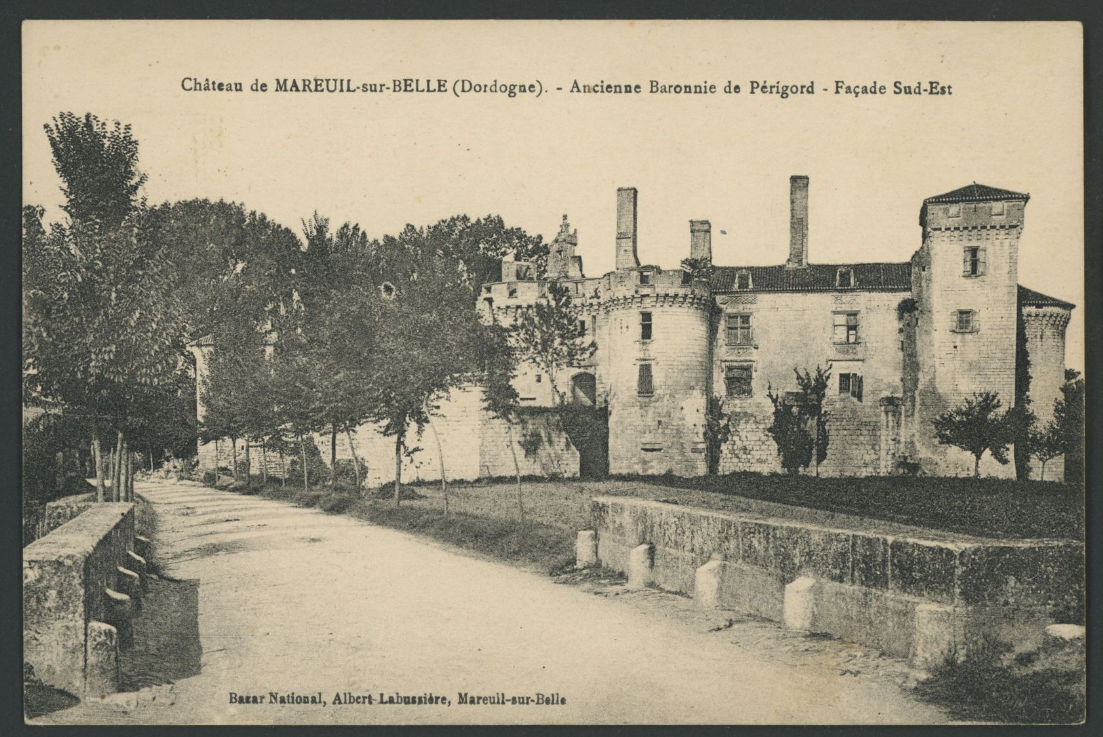 Château de MAREUIL-sur-BELLE (Dordogne). - Ancienne Baronnie de Périgord - Façade Sud-Est
Bazar National, Albert Labussière, Mareuil-sur-Belle